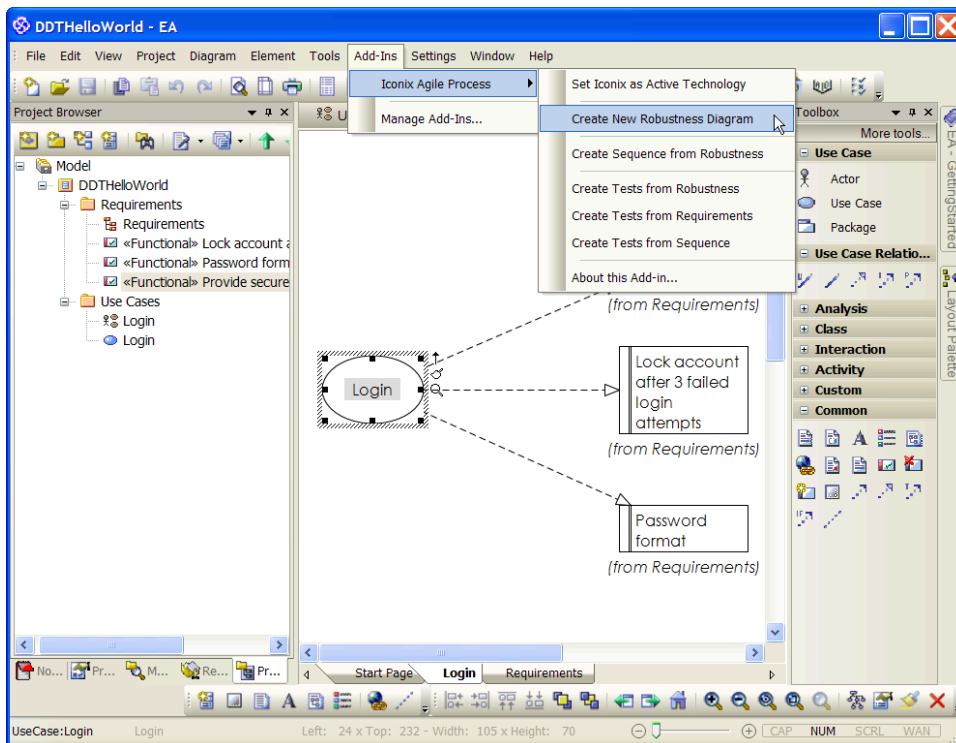 DDTHelloWorld - EA
File Edit View Project Diagram Element Tools Add-Ins Settings Window Help
Iconix Agile Process
Manage Add-Ins...
Set Iconix as Active Technology
Create New Robustness Diagram
Create Sequence from Robustness
Create Tests from Robustness
Create Tests from Requirements
Create Tests from Sequence
About this Add-in...
Project Browser
Model
DDTHelloWorld
Requirements
Requirements
«Functional» Lock account
«Functional» Password form
«Functional» Provide secure
Use Cases
Login
Login
U
Login
(from Requirements)
Lock account
after 3 failed
login
attempts
(from Requirements)
Password
format
(from Requirements)
Toolbox
More tools...
Use Case
Actor
Use Case
Package
Use Case Relatio...
Analysis
Class
Interaction
Activity
Custom
Common
EA - GettingStarted
Layout Palette
No... Pr... M... Re... Pr...
Start Page Login Requirements
UseCase:Login Login Left: 24 x Top: 232 - Width: 105 x Height: 70 CAP NUM SCRL WAN